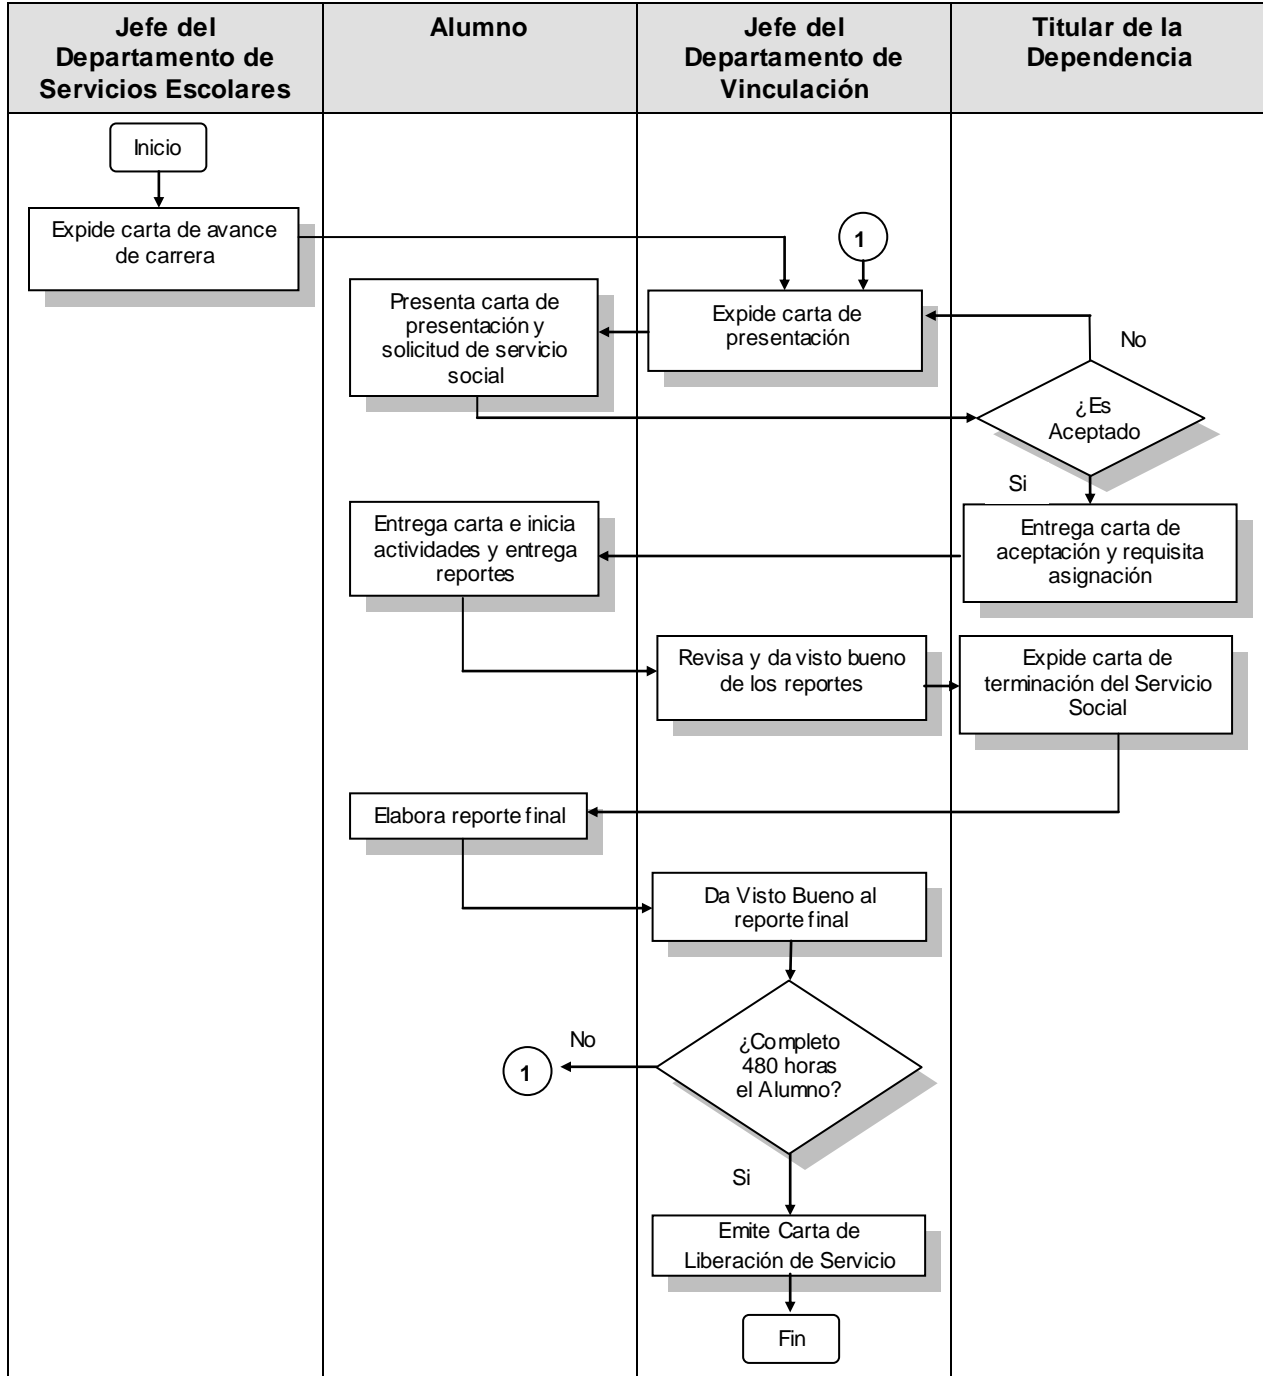 Jefe del
Departamento de
Servicios Escolares
Alumno
Jefe del
Departamento de
Vinculación
Titular de la
Dependencia
Inicio
Expide carta de avance
de carrera
1
Presenta carta de
presentación y
solicitud de servicio
social
Expide carta de
presentación
No
¿Es
Aceptado
Si
Entrega carta e inicia
actividades y entrega
reportes
Entrega carta de
aceptación y requisita
asignación
Revisa y da visto bueno
de los reportes
Expide carta de
terminación del Servicio
Social
Elabora reporte final
Da Visto Bueno al
reporte final
¿Completo
480 horas
el Alumno?
No
1
Si
Emite Carta de
Liberación de Servicio
Fin